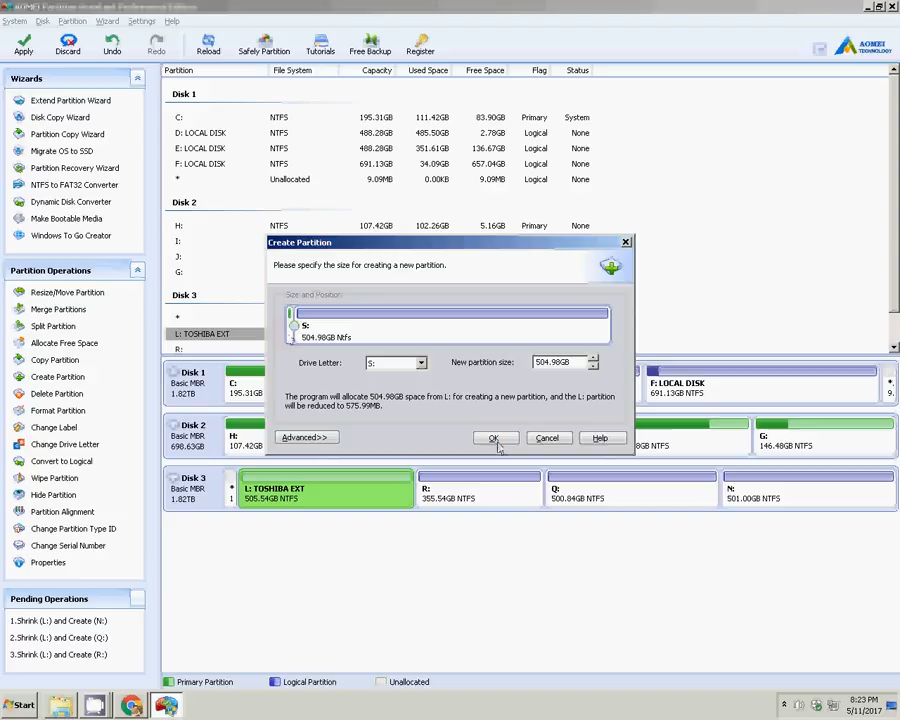 System Disk Partition Wizard Settings Help
Apply Discard Undo Redo Reload Safely Partition Tutorials Free Backup Register
AOMEI
TECHNOLOGY
Wizards
Extend Partition Wizard
Disk Copy Wizard
Partition Copy Wizard
Migrate OS to SSD
Partition Recovery Wizard
NTFS to FAT32 Converter
Dynamic Disk Converter
Make Bootable Media
Windows To Go Creator
Partition Operations
Resize/Move Partition
Merge Partitions
Split Partition
Allocate Free Space
Copy Partition
Create Partition
Delete Partition
Format Partition
Change Label
Change Drive Letter
Convert to Logical
Wipe Partition
Hide Partition
Partition Alignment
Change Partition Type ID
Change Serial Number
Properties
Pending Operations
1.Shrink (L:) and Create (N:)
2.Shrink (L:) and Create (Q:)
3.Shrink (L:) and Create (R:)
Partition File System Capacity Used Space Free Space Flag Status
Disk 1
C: NTFS 195.31GB 111.42GB 83.90GB Primary System
D: LOCAL DISK NTFS 488.28GB 485.50GB 2.78GB Logical None
E: LOCAL DISK NTFS 488.28GB 351.61GB 136.67GB Logical None
F: LOCAL DISK NTFS 691.13GB 34.09GB 657.04GB Logical None
* Unallocated 9.09MB 0.00KB 9.09MB Logical None
Disk 2
H: NTFS 107.42GB 102.26GB 5.16GB Primary None
I:
J:
G:
Disk 3
*
L: TOSHIBA EXT
R:
Create Partition
Please specify the size for creating a new partition.
Size and Position
S:
504.98GB Ntfs
Drive Letter: S: New partition size: 504.98GB
The program will allocate 504.98GB space from L: for creating a new partition, and the L: partition
will be reduced to 575.99MB.
Advanced>> OK Cancel Help
Disk 1
Basic MBR
1.82TB
C:
195.31G
F: LOCAL DISK
691.13GB NTFS
*
9.
Disk 2
Basic MBR
698.63GB
H:
107.42G
.8GB NTFS
G:
146.48GB NTFS
Disk 3
Basic MBR
1.82TB
*
1
L: TOSHIBA EXT
505.54GB NTFS
R:
355.54GB NTFS
Q:
500.84GB NTFS
N:
501.00GB NTFS
Primary Partition Logical Partition Unallocated
Start
8:23 PM
5/11/2017